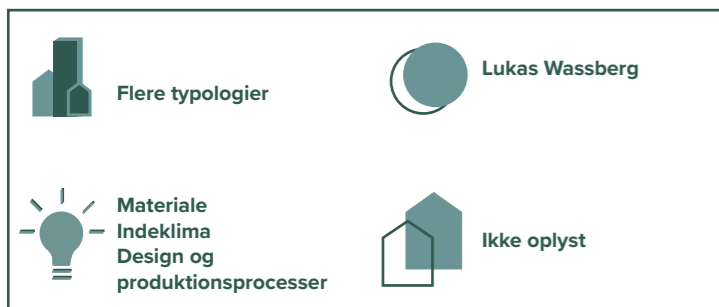 Flere typologier
Lukas Wassberg
Materiale
Indeklima
Design og
produktionsprocesser
Ikke oplyst